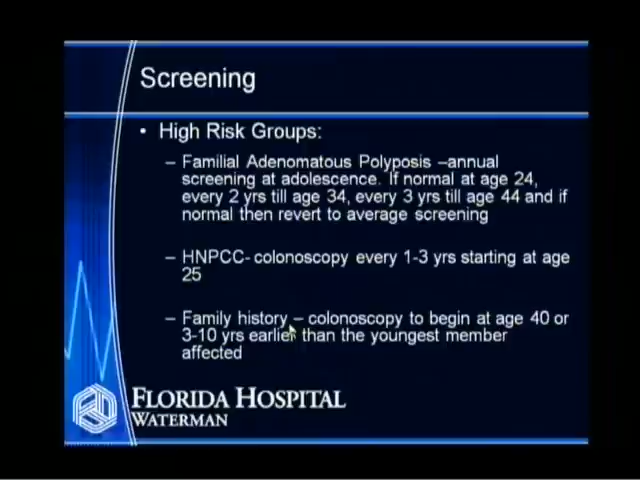 Screening
• High Risk Groups:
– Familial Adenomatous Polyposis –annual
screening at adolescence. If normal at age 24,
every 2 yrs till age 34, every 3 yrs till age 44 and if
normal then revert to average screening
– HNPCC- colonoscopy every 1-3 yrs starting at age
25
– Family history – colonoscopy to begin at age 40 or
3-10 yrs earlier than the youngest member
affected
FLORIDA HOSPITAL
WATERMAN